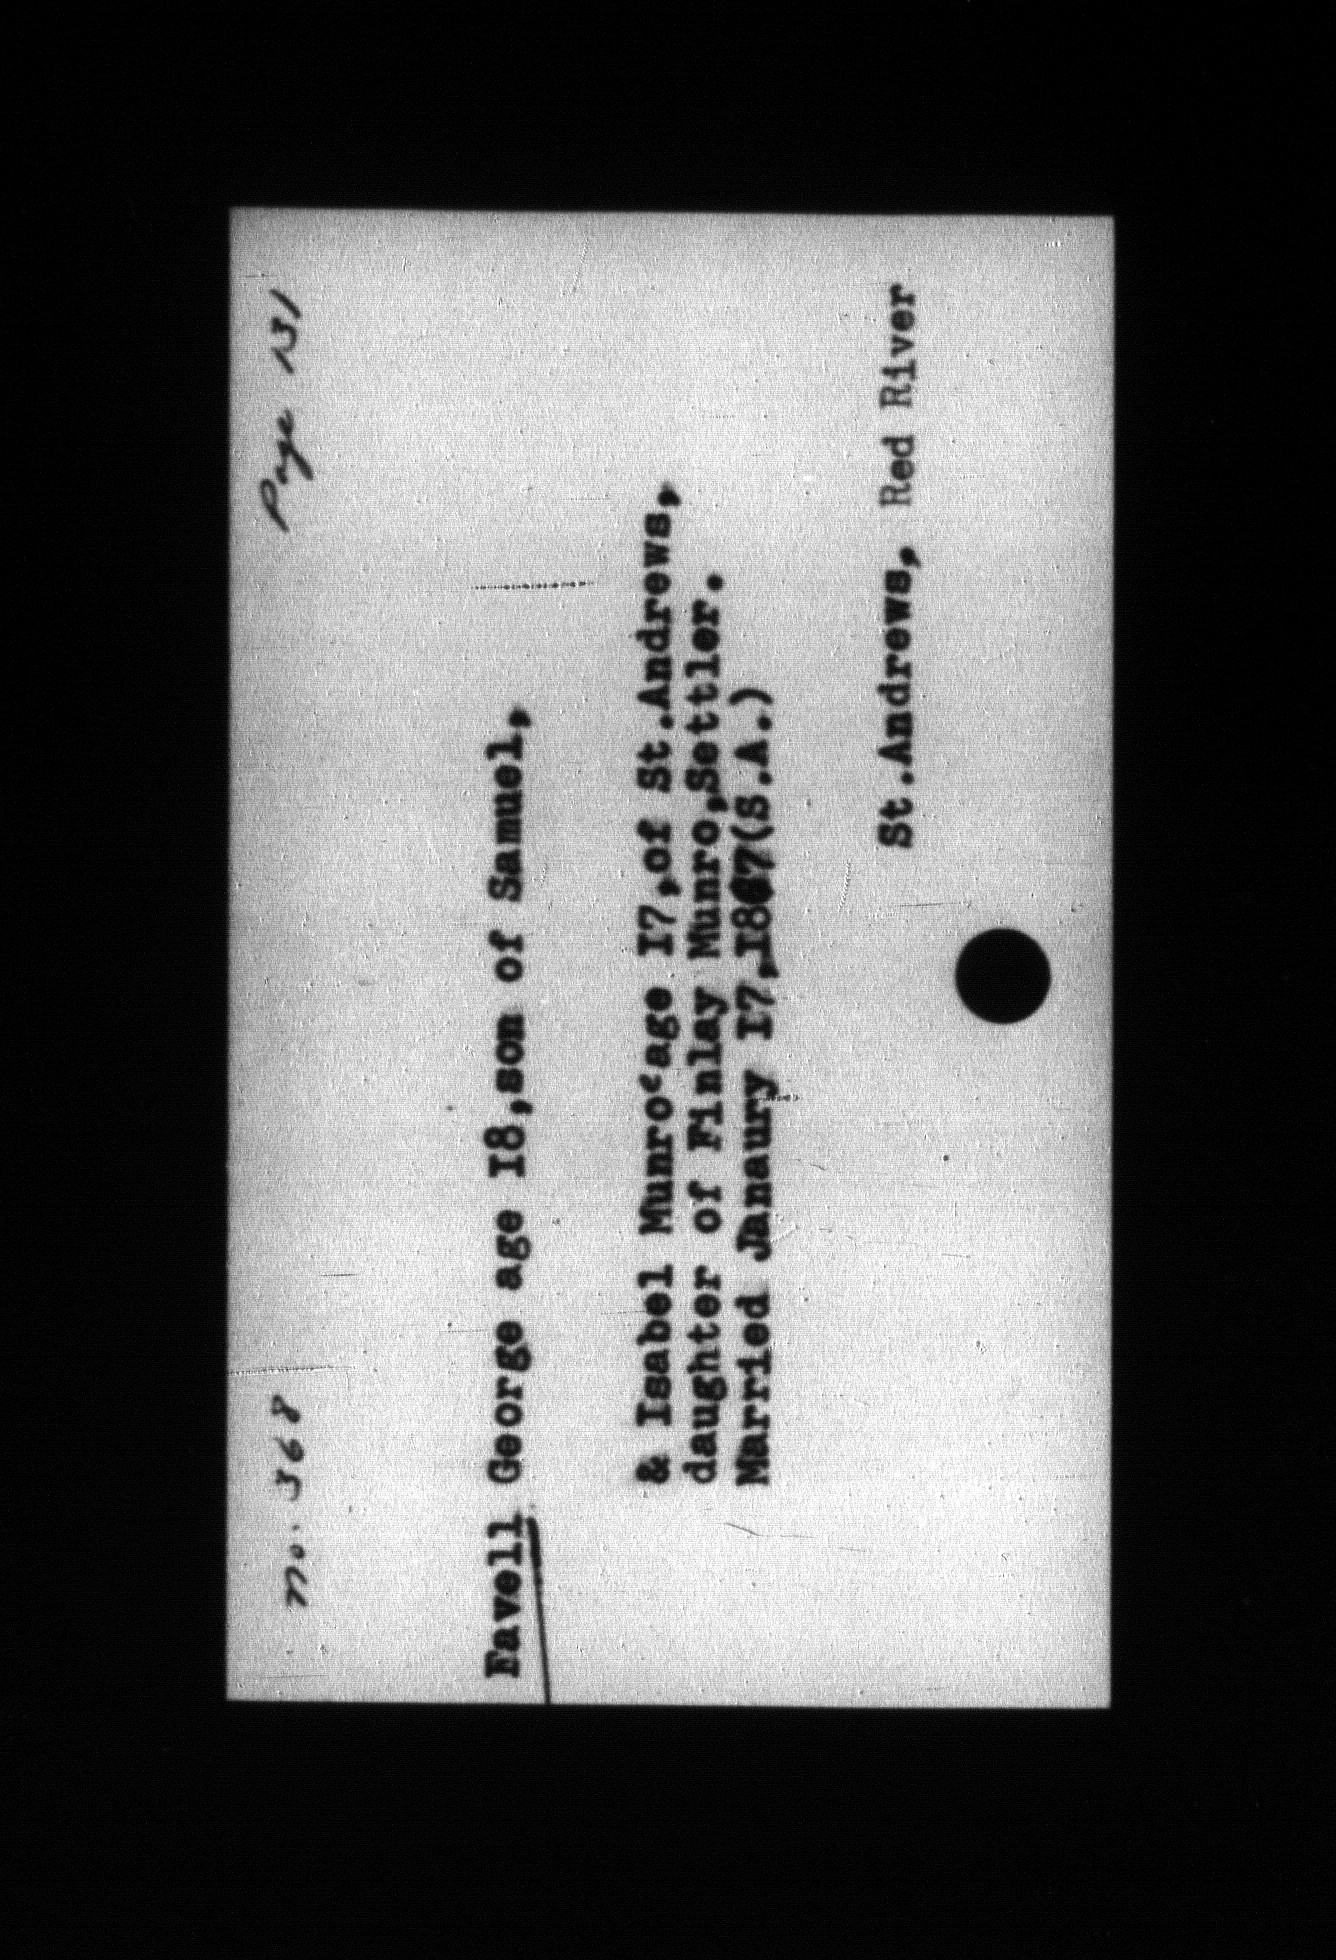 No. 368 Page 131
Favell George age I8,son of Samuel,
& Isabel Munro age I7,of St.Andrews,
daughter of Finlay Munro,Settler.
Married Janaury I7,I867(S.A.)
St.Andrews, Red River